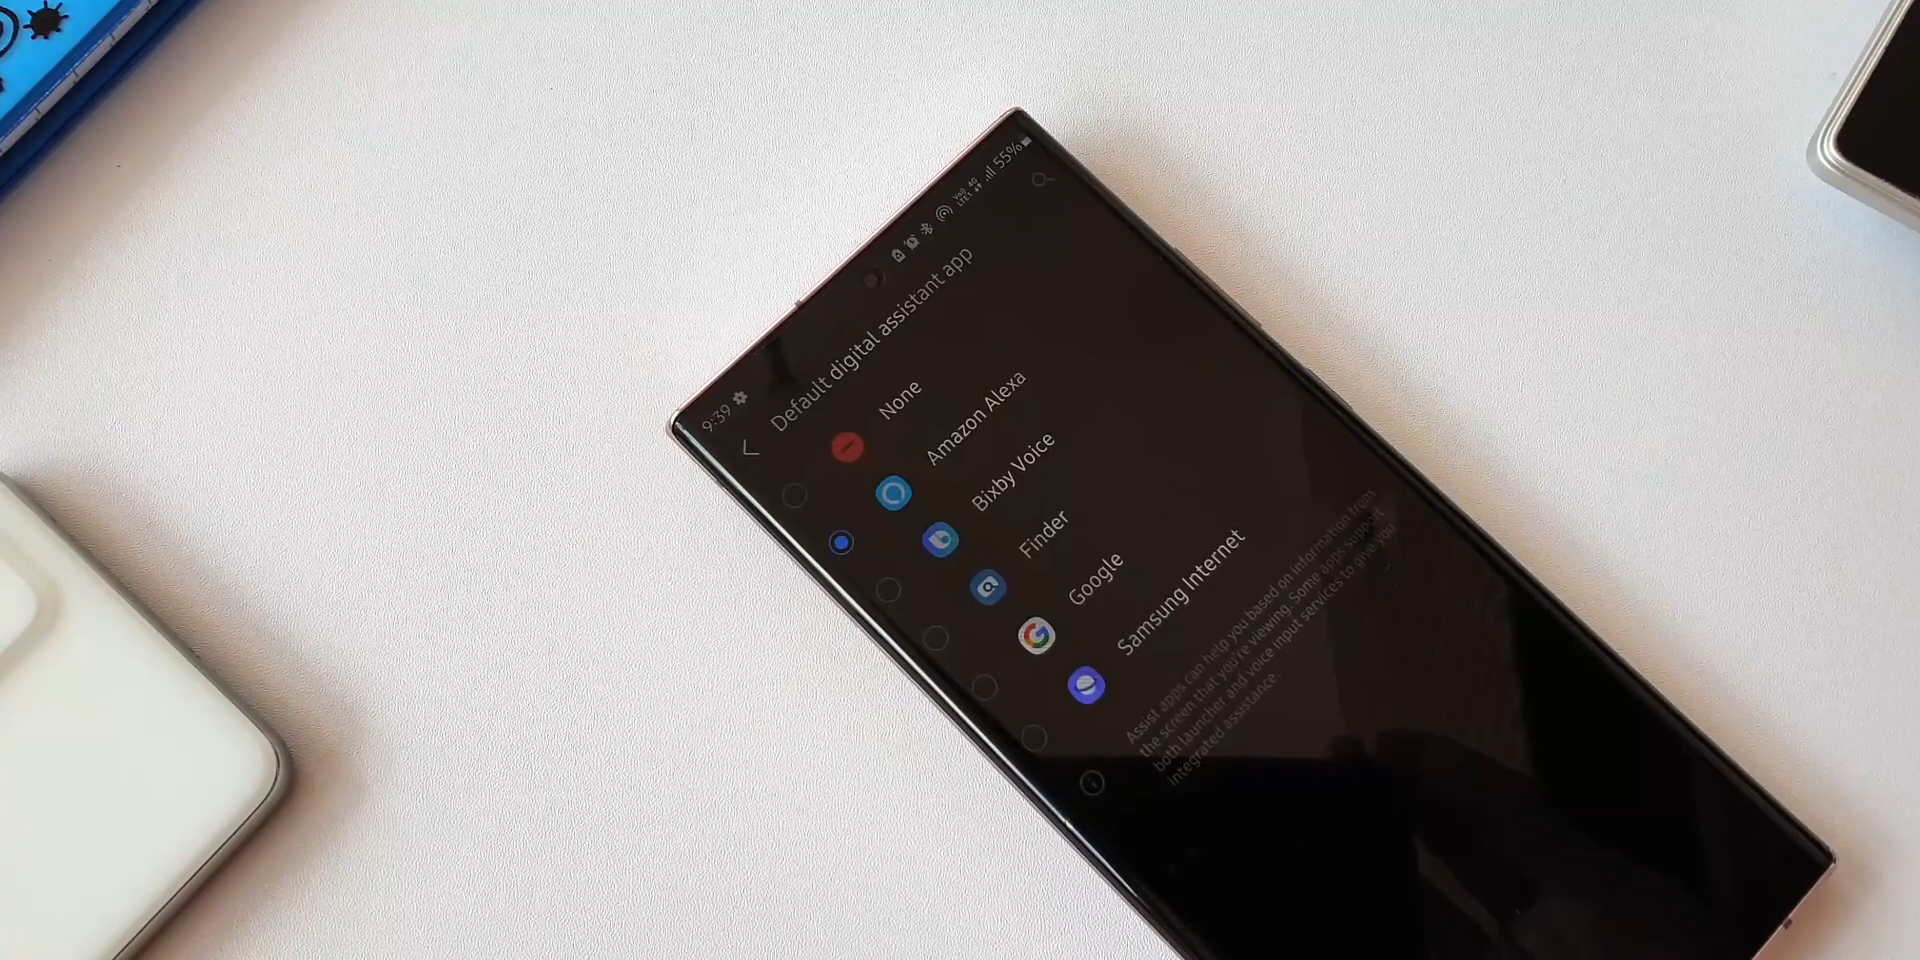 9:39
55%
Default digital assistant app
None
Amazon Alexa
Bixby Voice
Finder
Google
Samsung Internet
Assist apps can help you based on information from
the screen that you're viewing. Some apps support
both launcher and voice input services to give you
integrated assistance.